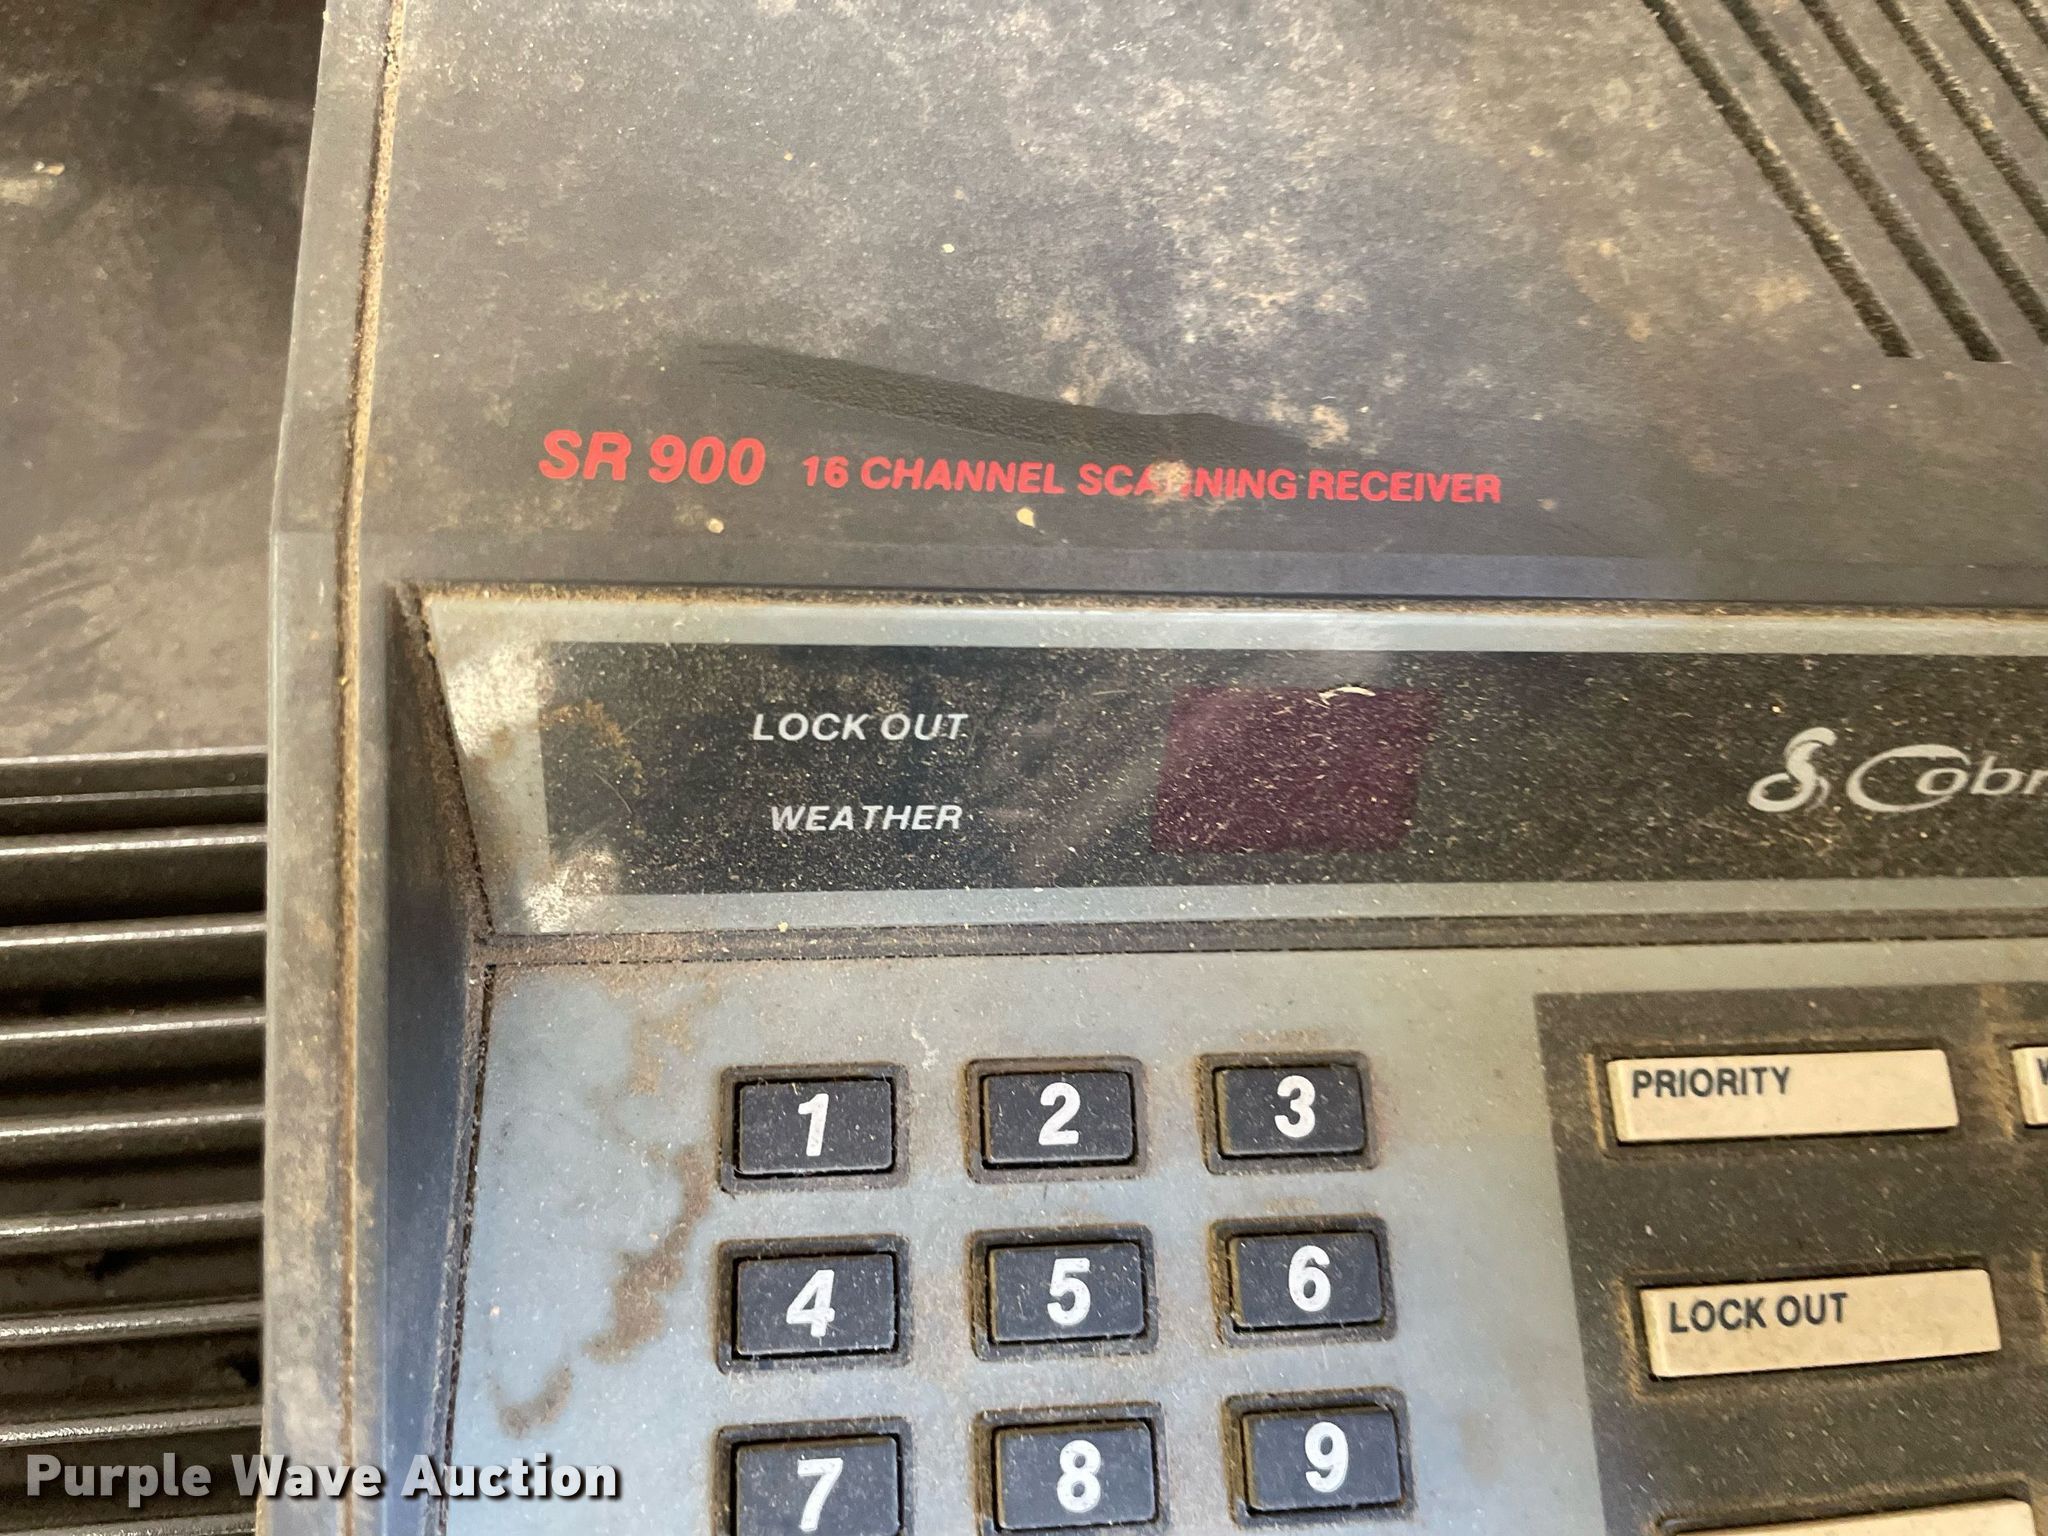 SR 900 16 CHANNEL SCANNING RECEIVER
LOCK OUT
WEATHER
Cobr
1 2 3
PRIORITY
4 5 6
LOCK OUT
7 8 9
Purple Wave Auction